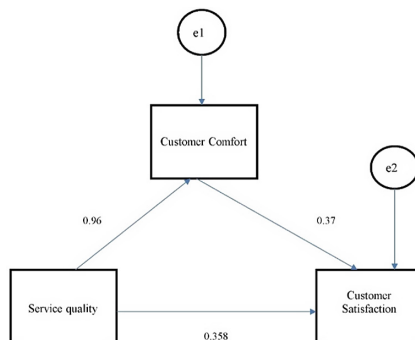 e1
Customer Comfort
e2
0.96
0.37
Service quality
Customer
Satisfaction
0.358